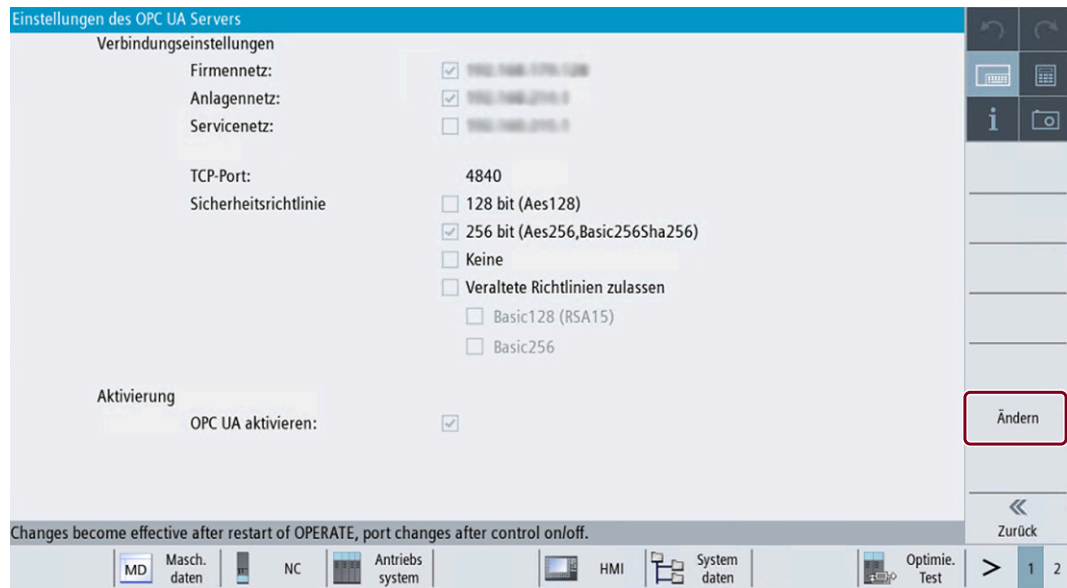 Einstellungen des OPC UA Servers
Verbindungseinstellungen
Firmennetz:
Anlagennetz:
Servicenetz:
TCP-Port: 4840
Sicherheitsrichtlinie 128 bit (Aes128)
256 bit (Aes256,Basic256Sha256)
Keine
Veraltete Richtlinien zulassen
Basic128 (RSA15)
Basic256
Aktivierung
OPC UA aktivieren:
Ändern
Zurück
Changes become effective after restart of OPERATE, port changes after control on/off.
MD Masch. daten
NC
Antriebs system
HMI
System daten
Optimie. Test
> 1 2